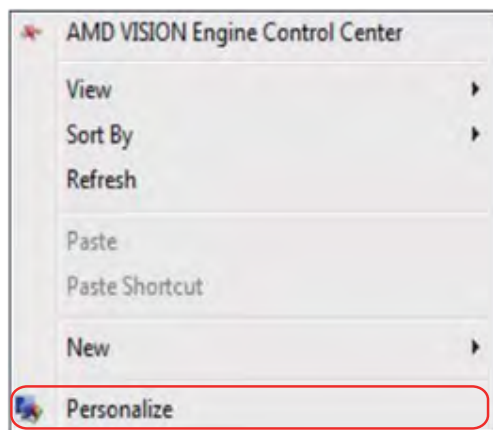 AMD VISION Engine Control Center
View
Sort By
Refresh
Paste
Paste Shortcut
New
Personalize